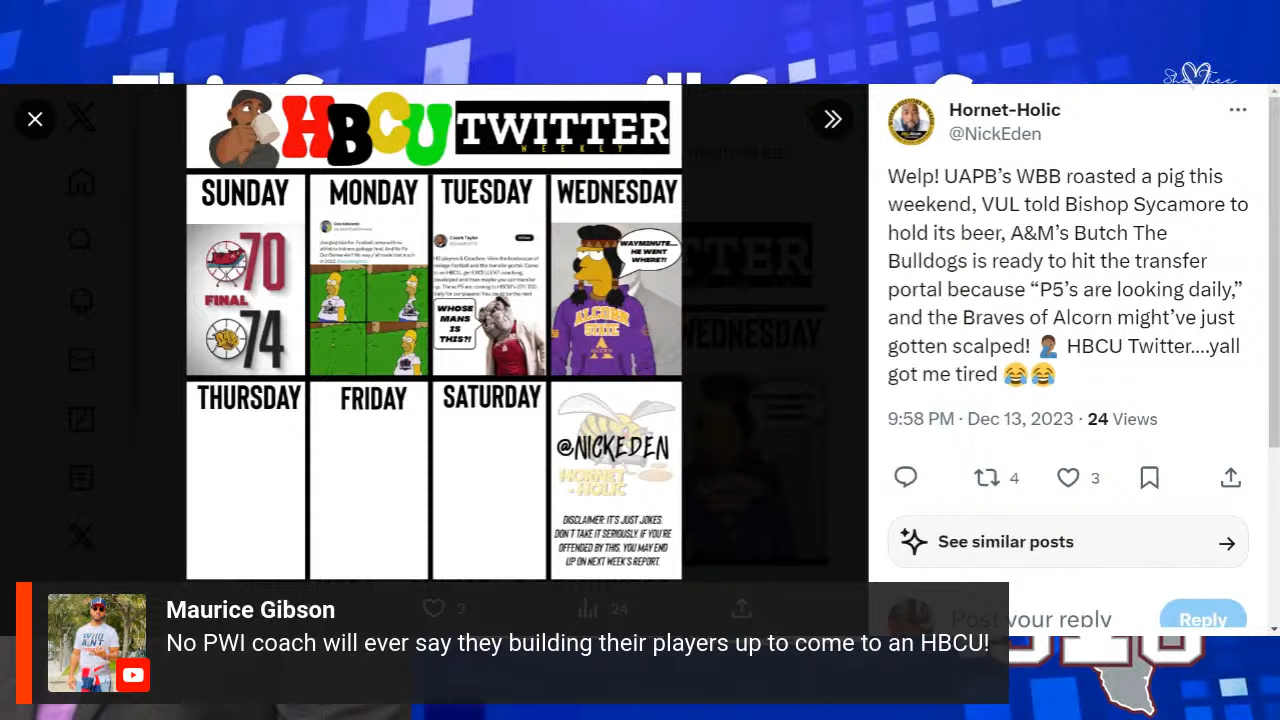 HBCU TWITTER
WEEKLY
SUNDAY
MONDAY
TUESDAY
WEDNESDAY
70
FINAL
74
WHOSE
MANS
IS
THIS?!
WAYMINUTE....
HE WENT
WHERE?!
ALCORN
STATE
A
THURSDAY
FRIDAY
SATURDAY
@NICKEDEN
HORNET
-HOLIC
DISCLAIMER: IT'S JUST JOKES.
DON'T TAKE IT SERIOUSLY. IF YOU'RE
OFFENDED BY THIS, YOU MAY END
UP ON NEXT WEEK'S REPORT.
3
24
Hornet-Holic
@NickEden
Welp! UAPB’s WBB roasted a pig this
weekend, VUL told Bishop Sycamore to
hold its beer, A&M’s Butch The
Bulldogs is ready to hit the transfer
portal because “P5’s are looking daily,”
and the Braves of Alcorn might’ve just
gotten scalped! 🤦🏾‍♂️ HBCU Twitter....yall
got me tired 😂😂
9:58 PM · Dec 13, 2023 · 24 Views
4
3
See similar posts
Post your reply
Reply
Maurice Gibson
No PWI coach will ever say they building their players up to come to an HBCU!